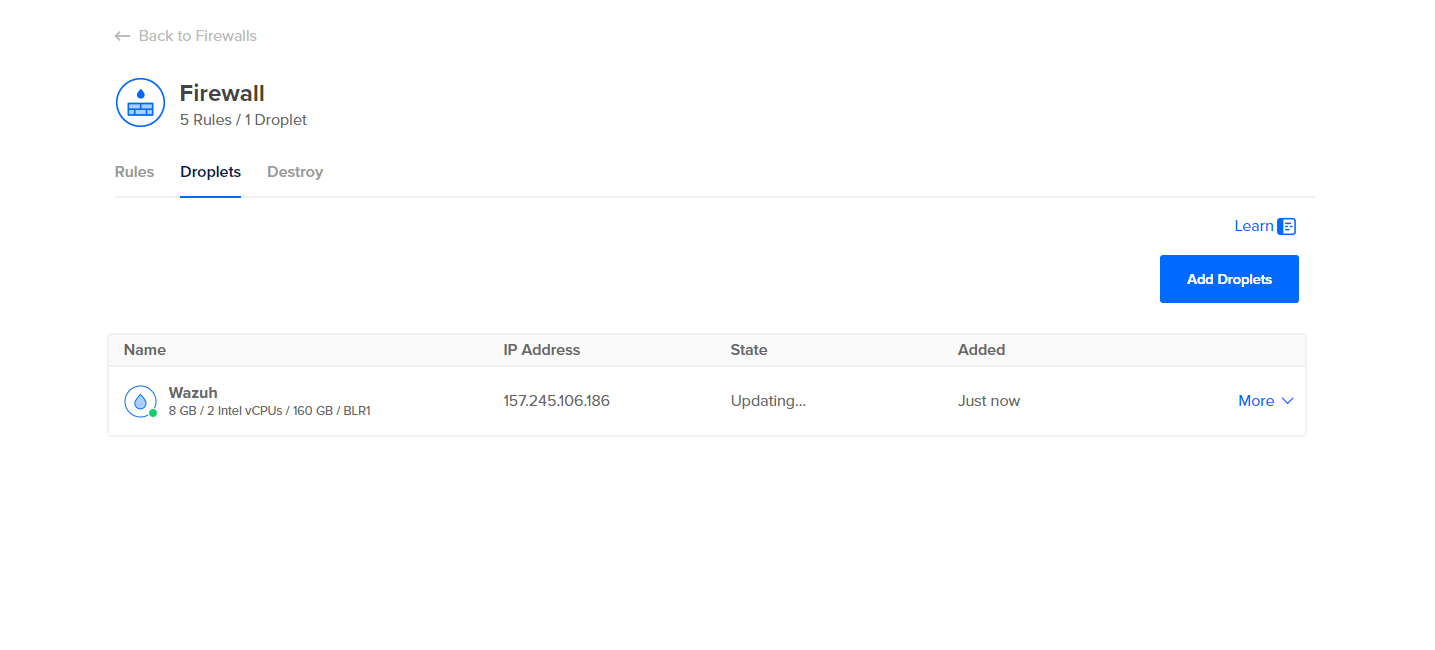 Back to Firewalls
Firewall
5 Rules / 1 Droplet
Rules Droplets Destroy
Learn
Add Droplets
Name IP Address State Added
Wazuh
8 GB / 2 Intel vCPUs / 160 GB / BLR1
157.245.106.186 Updating... Just now More